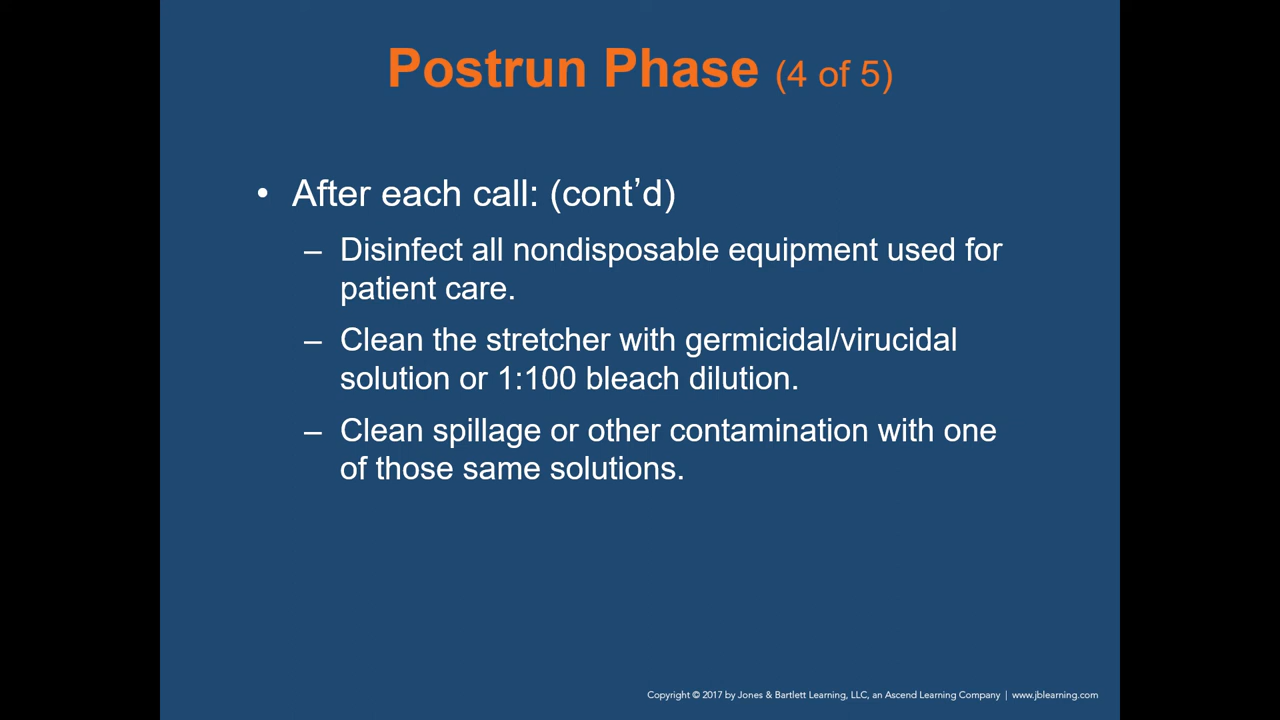 Postrun Phase (4 of 5)
• After each call: (cont’d)
– Disinfect all nondisposable equipment used for
patient care.
– Clean the stretcher with germicidal/virucidal
solution or 1:100 bleach dilution.
– Clean spillage or other contamination with one
of those same solutions.
Copyright © 2017 by Jones & Bartlett Learning, LLC, an Ascend Learning Company | www.jblearning.com